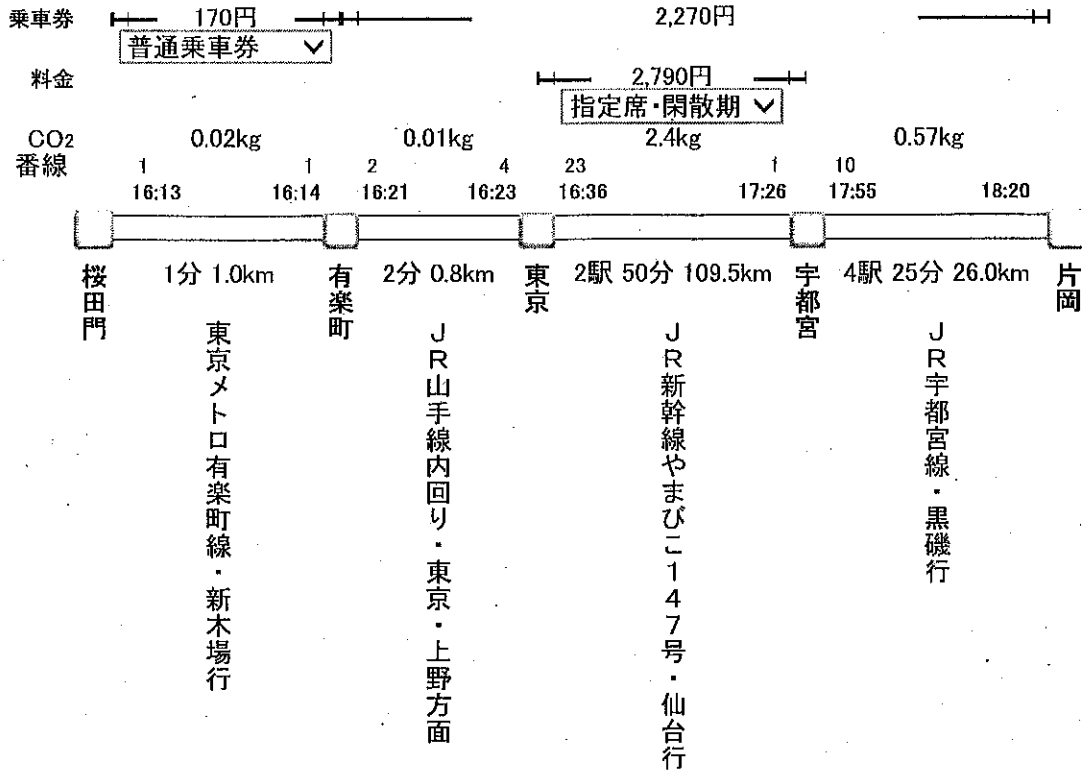 乗車券 170円 2,270円
普通乗車券
料金 2,790円
指定席・閑散期
CO2 0.02kg 0.01kg 2.4kg 0.57kg
番線 1 1 2 4 23 1 10
16:13 16:14 16:21 16:23 16:36 17:26 17:55 18:20
桜田門 1分 1.0km 有楽町 2分 0.8km 東京 2駅 50分 109.5km 宇都宮 4駅 25分 26.0km 片岡
東京メトロ有楽町線・新木場行
JR山手線内回り・東京・上野方面
JR新幹線やまびこ147号・仙台行
JR宇都宮線・黒磯行